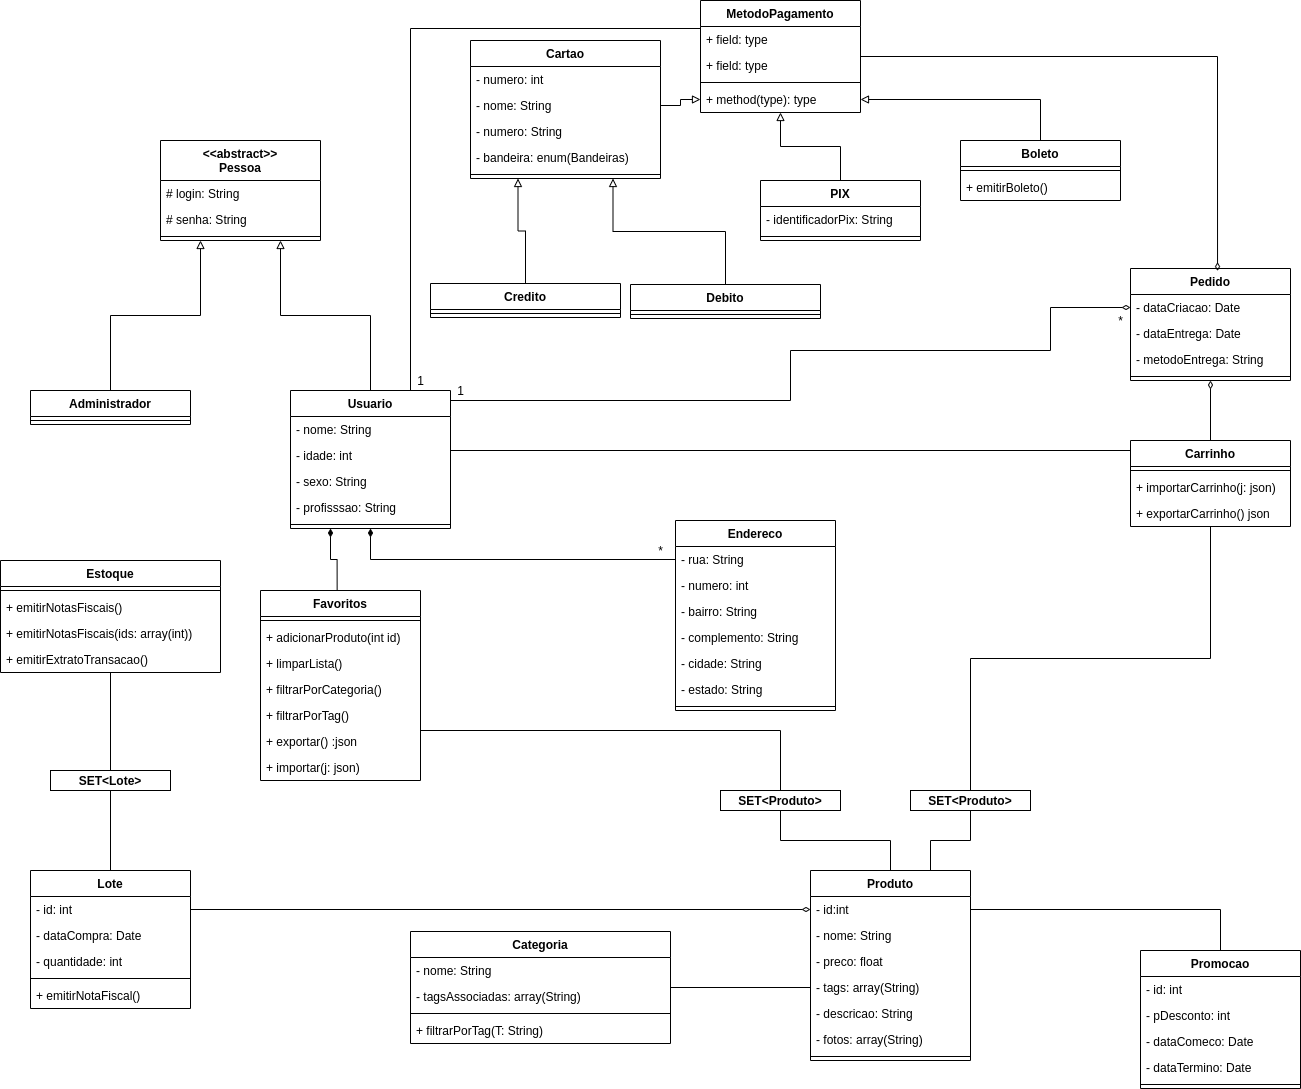 MetodoPagamento
+ field: type
+ field: type
+ method(type): type
Cartao
- numero: int
- nome: String
- numero: String
- bandeira: enum(Bandeiras)
<<abstract>>
Pessoa
# login: String
# senha: String
Boleto
+ emitirBoleto()
PIX
- identificadorPix: String
Credito
Debito
Pedido
- dataCriacao: Date
- dataEntrega: Date
- metodoEntrega: String
*
1
1
Administrador
Usuario
- nome: String
- idade: int
- sexo: String
- profisssao: String
Carrinho
+ importarCarrinho(j: json)
+ exportarCarrinho() json
*
Endereco
- rua: String
- numero: int
- bairro: String
- complemento: String
- cidade: String
- estado: String
Estoque
+ emitirNotasFiscais()
+ emitirNotasFiscais(ids: array(int))
+ emitirExtratoTransacao()
Favoritos
+ adicionarProduto(int id)
+ limparLista()
+ filtrarPorCategoria()
+ filtrarPorTag()
+ exportar() :json
+ importar(j: json)
SET<Lote>
SET<Produto>
SET<Produto>
Lote
- id: int
- dataCompra: Date
- quantidade: int
+ emitirNotaFiscal()
Categoria
- nome: String
- tagsAssociadas: array(String)
+ filtrarPorTag(T: String)
Produto
- id:int
- nome: String
- preco: float
- tags: array(String)
- descricao: String
- fotos: array(String)
Promocao
- id: int
- pDesconto: int
- dataComeco: Date
- dataTermino: Date